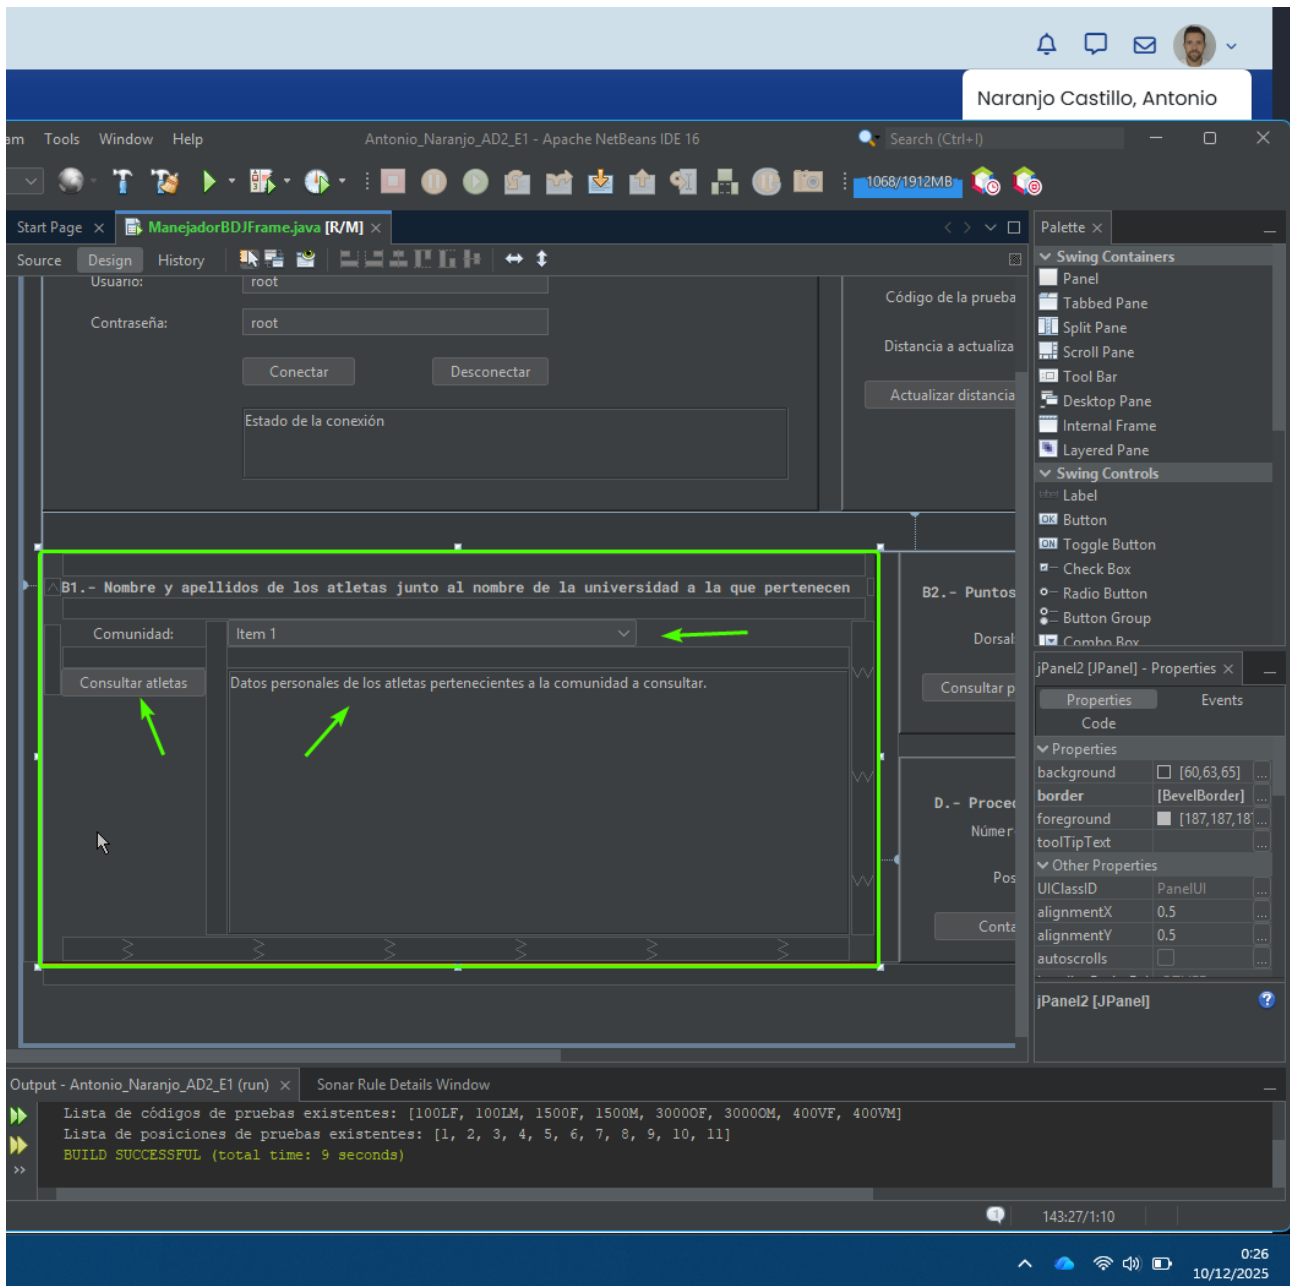 Naranjo Castillo, Antonio
am Tools Window Help Antonio_Naranjo_AD2_E1 - Apache NetBeans IDE 16 Search (Ctrl+I)
1068/1912MB
Start Page ManejadorBDJFrame.java [R/M] Palette
Source Design History
Swing Containers
Panel
Tabbed Pane
Split Pane
Scroll Pane
Tool Bar
Desktop Pane
Internal Frame
Layered Pane
Swing Controls
label Label
OK Button
ON Toggle Button
Check Box
Radio Button
Button Group
Combo Box
Usuario: root
Contraseña: root
Conectar Desconectar
Estado de la conexión
Código de la prueba
Distancia a actualiza
Actualizar distancia
B1.- Nombre y apellidos de los atletas junto al nombre de la universidad a la que pertenecen
Comunidad: Item 1
Consultar atletas Datos personales de los atletas pertenecientes a la comunidad a consultar.
B2.- Puntos
Dorsal:
Consultar p
D.- Proced
Númer
Pos
Conta
jPanel2 [JPanel] - Properties
Properties Events
Code
Properties
background [60,63,65] ...
border [BevelBorder] ...
foreground [187,187,187 ...
toolTipText ...
Other Properties
UIClassID PanelUI ...
alignmentX 0.5 ...
alignmentY 0.5 ...
autoscrolls ...
jPanel2 [JPanel]
Output - Antonio_Naranjo_AD2_E1 (run) Sonar Rule Details Window
Lista de códigos de pruebas existentes: [100LF, 100LM, 1500F, 1500M, 3000OF, 3000OM, 400VF, 400VM]
Lista de posiciones de pruebas existentes: [1, 2, 3, 4, 5, 6, 7, 8, 9, 10, 11]
BUILD SUCCESSFUL (total time: 9 seconds)
1 143:27/1:10
0:26
10/12/2025